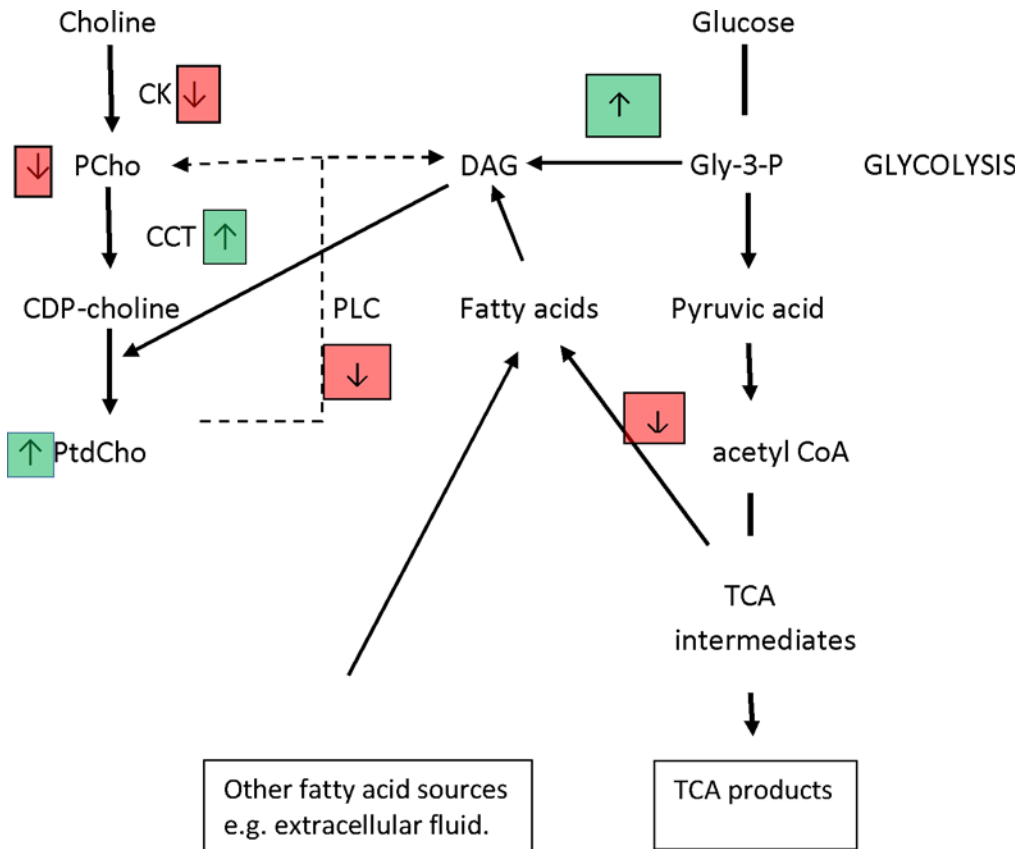 Choline
Glucose
CK ↓
↑
↓ PCho
DAG
Gly-3-P
GLYCOLYSIS
CCT ↑
CDP-choline
PLC
Fatty acids
Pyruvic acid
↓
↓
↑ PtdCho
acetyl CoA
TCA
intermediates
Other fatty acid sources
e.g. extracellular fluid.
TCA products